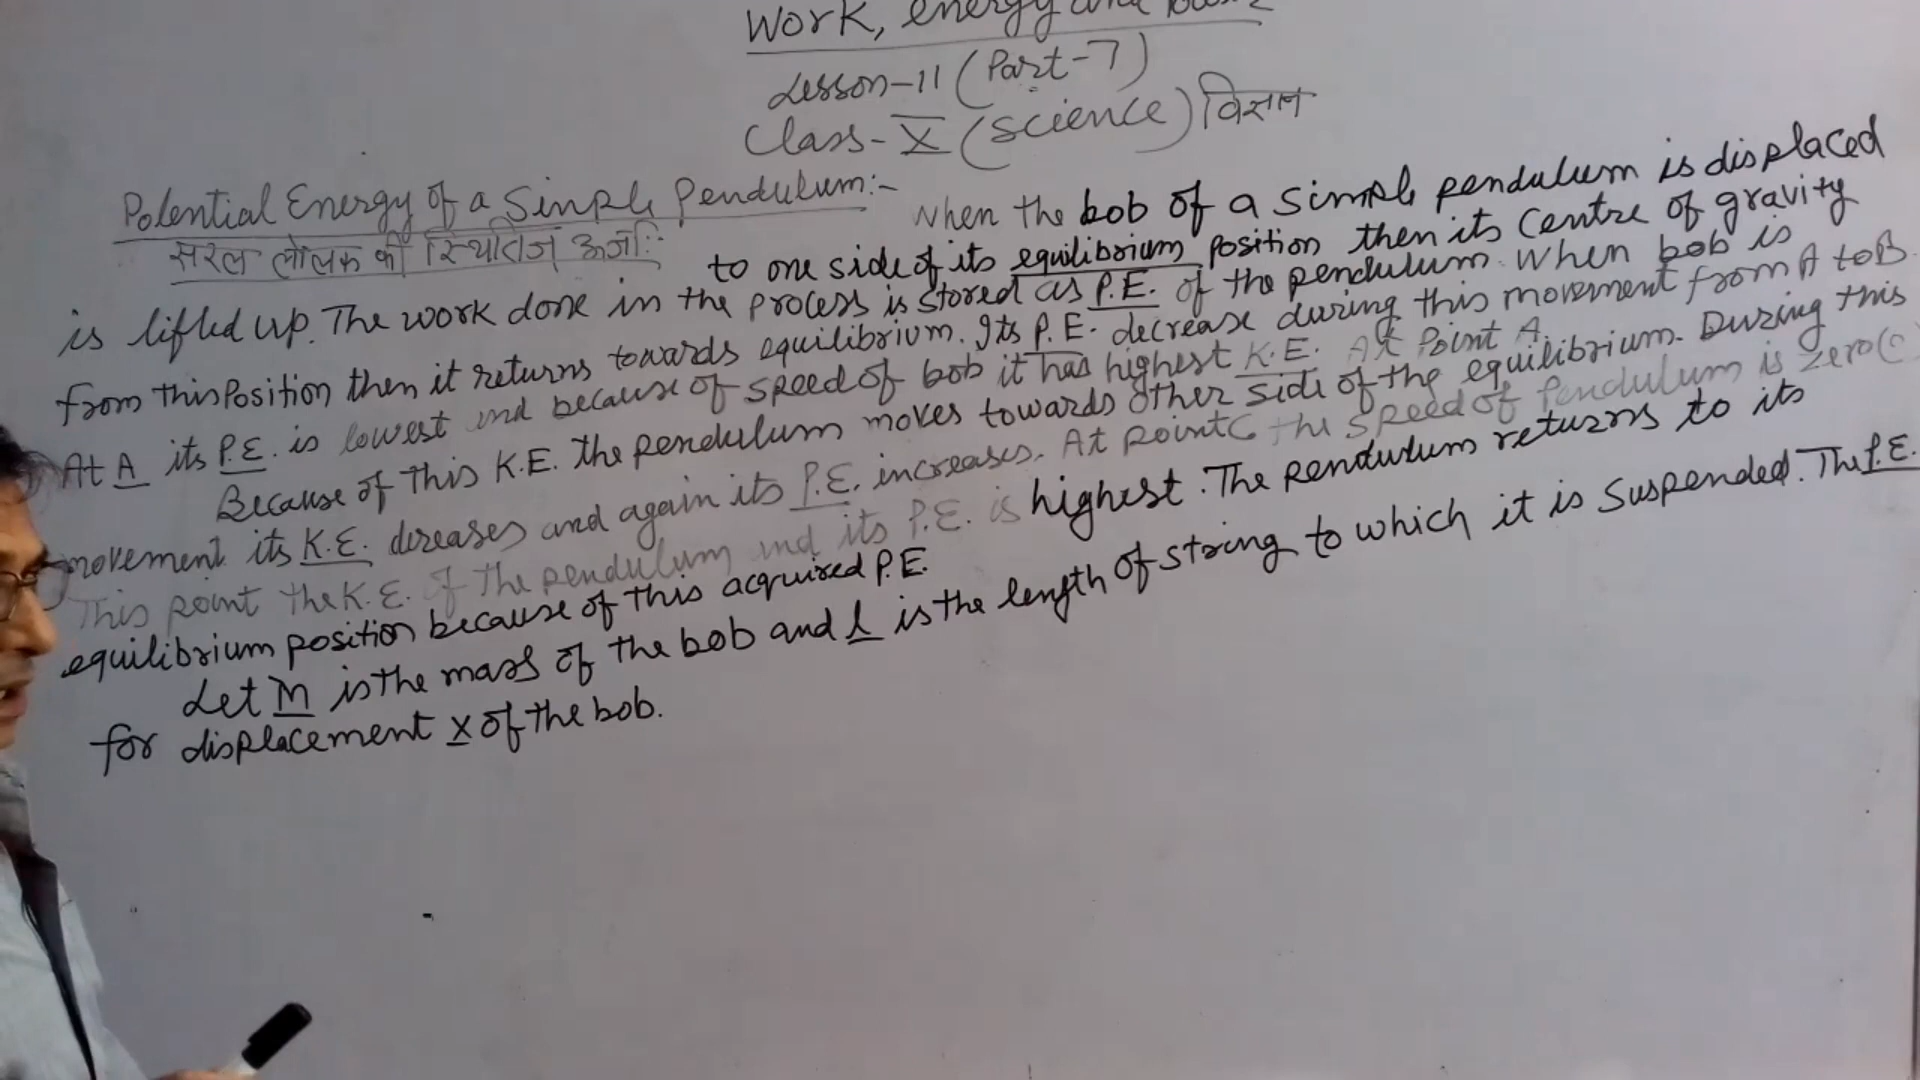 Work, energy and Power
Lesson-11 (Part-7)
Class-X (Science) विज्ञान
Potential Energy of a Simple Pendulum:-
सरल लोलक की स्थितिज ऊर्जा:-
When the bob of a simple pendulum is displaced
to one side of its equilibrium position then its centre of gravity
is lifted up. The work done in the process is stored as P.E. of the pendulum. When bob is
from this Position then it returns towards equilibrium. Its P.E. decrease during this movement from A to B.
At A its P.E. is lowest and because of speed of bob it has highest K.E. At Point A.
Because of this K.E. the pendulum moves towards other side of the equilibrium. During this
movement its K.E. decreases and again its P.E. increases. At point C the speed of Pendulum is zero
This point the K.E. of the pendulum and its P.E. is highest. The Pendulum returns to its
equilibrium position because of this acquired P.E.
Let m is the mass of the bob and l is the length of string to which it is suspended. The P.E.
for displacement x of the bob.